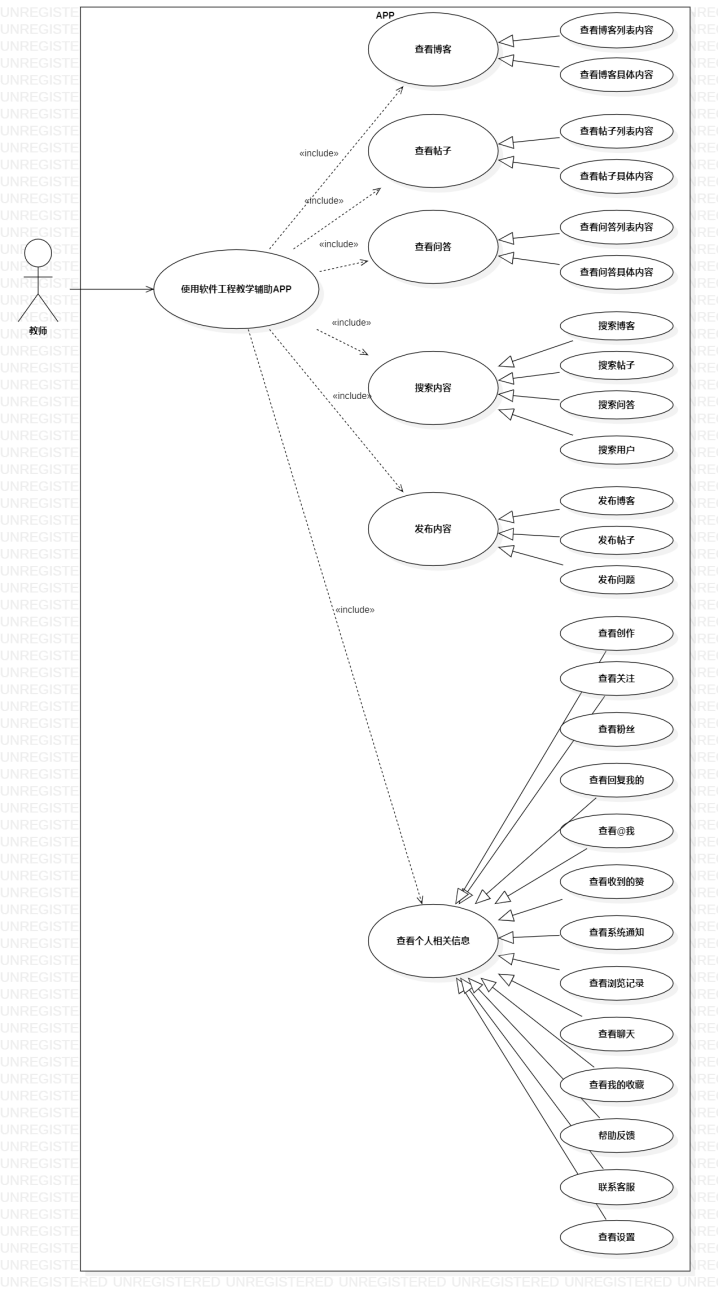 APP
查看博客
查看博客列表内容
查看博客具体内容
«include»
查看帖子
查看帖子列表内容
查看帖子具体内容
«include»
查看问答
查看问答列表内容
查看问答具体内容
«include»
教师
使用软件工程教学辅助APP
«include»
搜索内容
搜索博客
搜索帖子
搜索问答
搜索用户
«include»
发布内容
发布博客
发布帖子
发布问题
«include»
查看个人相关信息
查看创作
查看关注
查看粉丝
查看回复我的
查看@我
查看收到的赞
查看系统通知
查看浏览记录
查看聊天
查看我的收藏
帮助反馈
联系客服
查看设置
UNREGISTERED UNREGISTERED UNREGISTERED UNREGISTERED UNREGISTERED UNREGISTERED